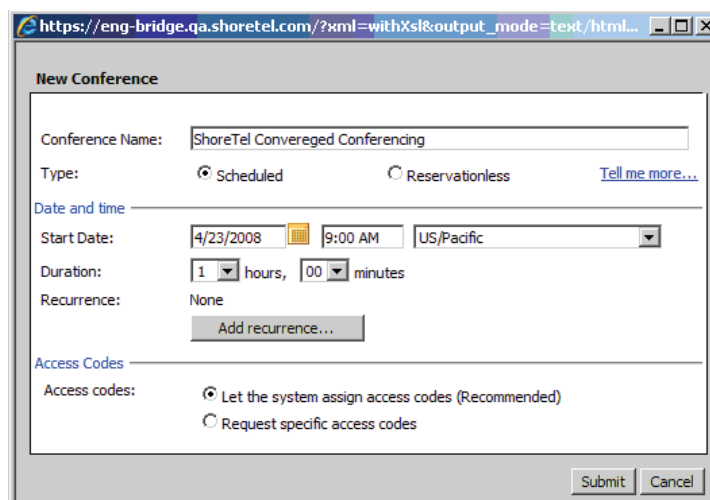 https://eng-bridge.qa.shoretel.com/?xml=withXsl&output_mode=text/html...
New Conference
Conference Name: ShoreTel Convereged Conferencing
Type: Scheduled Reservationless Tell me more...
Date and time
Start Date: 4/23/2008 9:00 AM US/Pacific
Duration: 1 hours, 00 minutes
Recurrence: None
Add recurrence...
Access Codes
Access codes: Let the system assign access codes (Recommended)
Request specific access codes
Submit Cancel